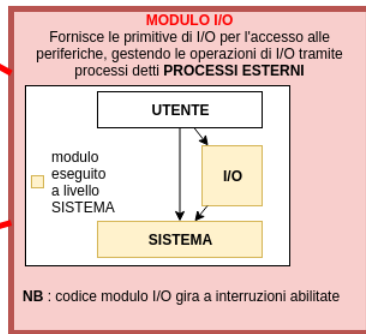 MODULO I/O
Fornisce le primitive di I/O per l'accesso alle
periferiche, gestendo le operazioni di I/O tramite
processi detti PROCESSI ESTERNI
UTENTE
modulo
eseguito
a livello
SISTEMA
I/O
SISTEMA
NB : codice modulo I/O gira a interruzioni abilitate